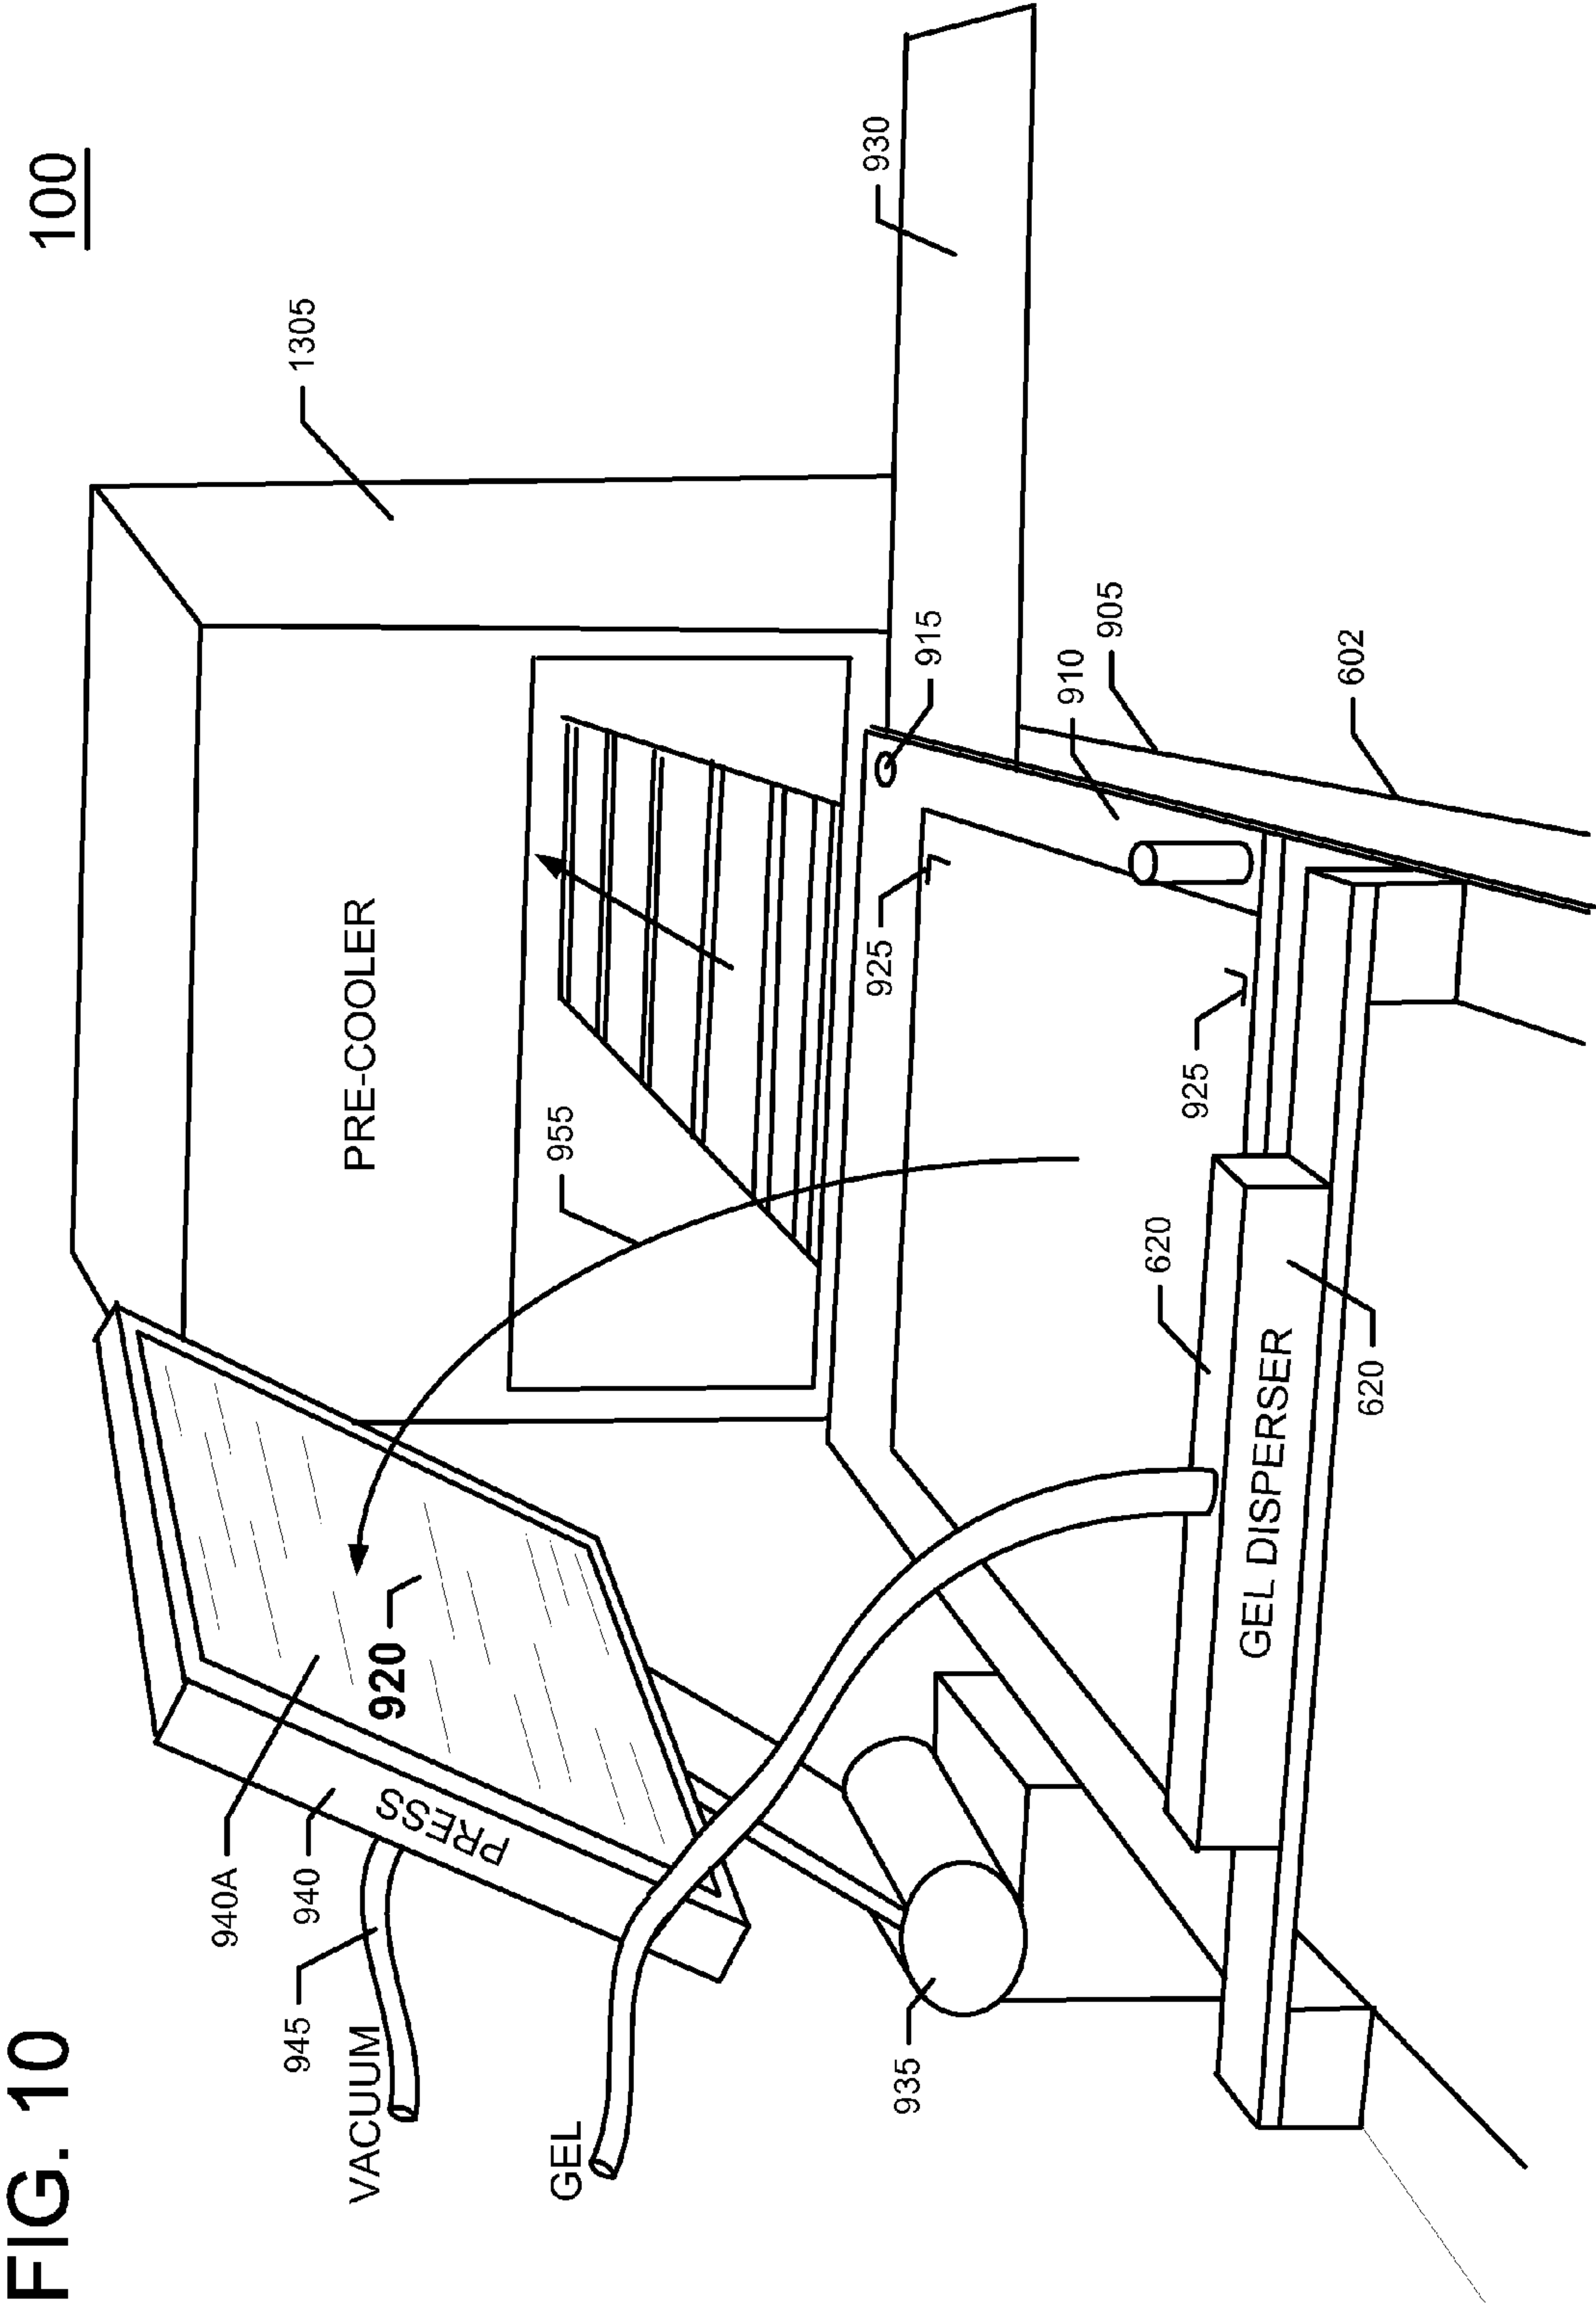 FIG. 10
100
1305
930
PRE-COOLER
940A
940
PRESS
920
945
VACUUM
955
915
GEL
925
910
905
935
925
602
620
GEL DISPERSER
620